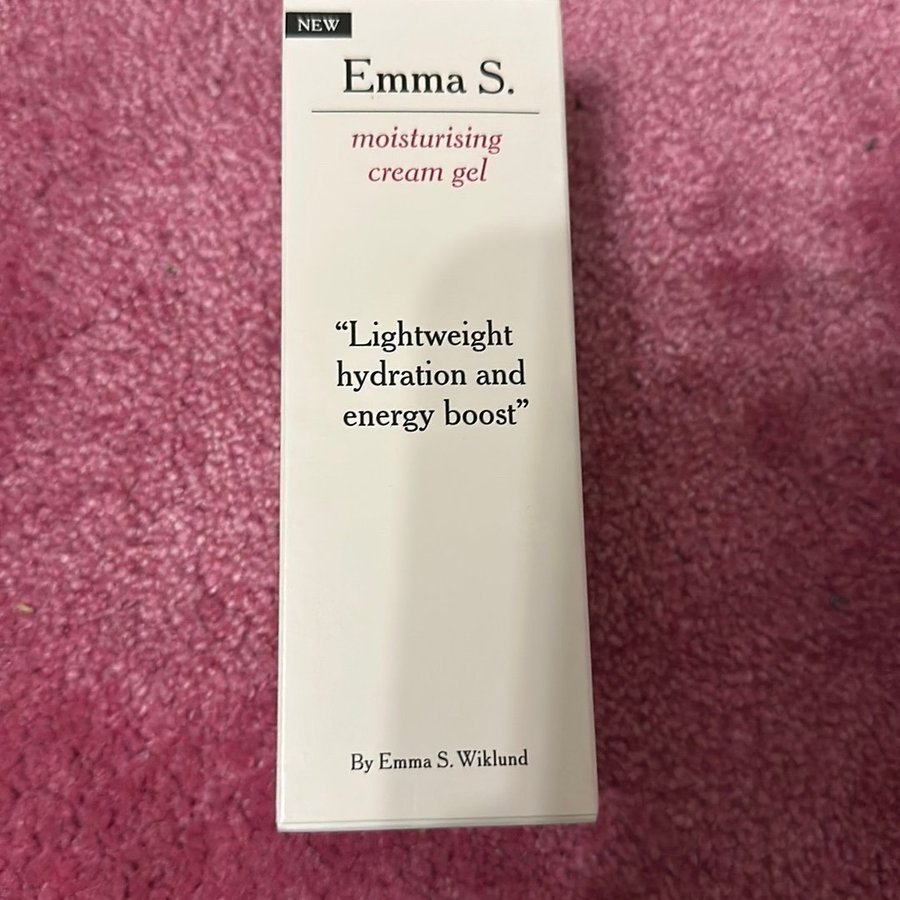 NEW
Emma S.
moisturising
cream gel
“Lightweight
hydration and
energy boost”
By Emma S. Wiklund